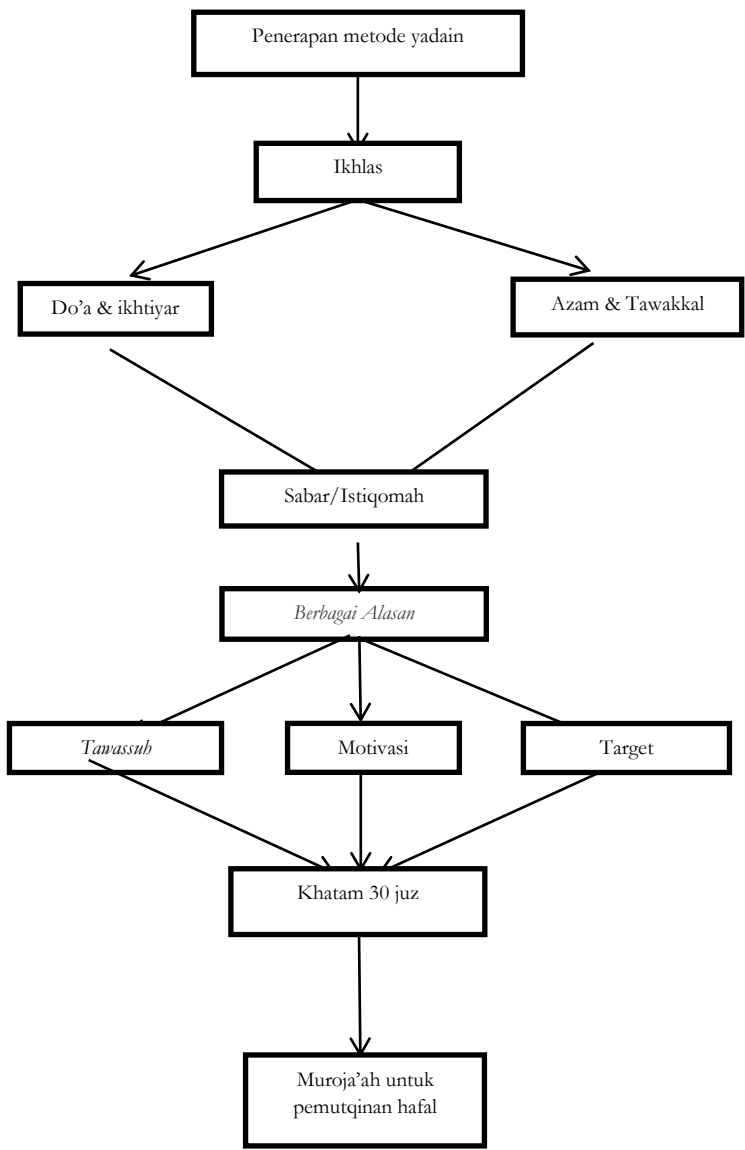 Penerapan metode yadain
Ikhlas
Do’a & ikhtiyar
Azam & Tawakkal
Sabar/Istiqomah
Berbagai Alasan
Tawassuh
Motivasi
Target
Khatam 30 juz
Muroja’ah untuk
pemutqinan hafal